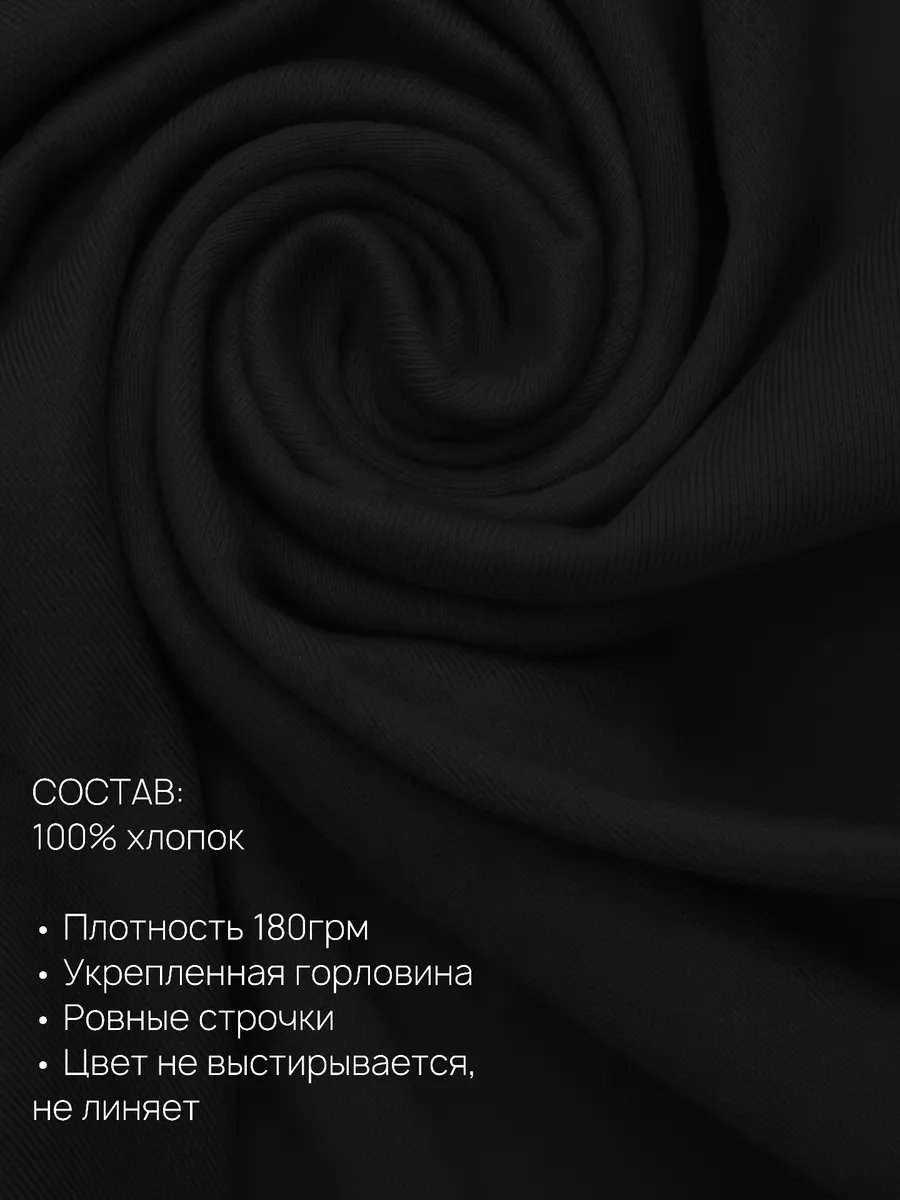 СОСТАВ:
100% хлопок
• Плотность 180грм
• Укрепленная горловина
• Ровные строчки
• Цвет не выстирывается,
не линяет